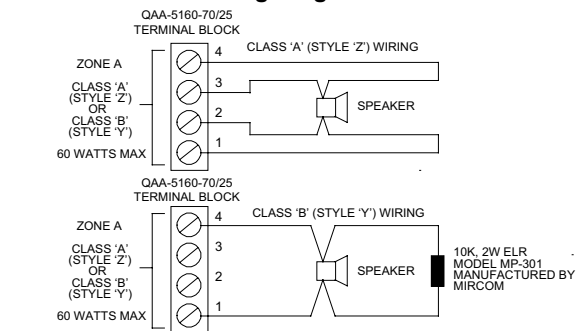 QAA-5160-70/25
TERMINAL BLOCK
CLASS ‘A’ (STYLE ‘Z’) WIRING
ZONE A
CLASS ‘A’
(STYLE ‘Z’)
OR
CLASS ‘B’
(STYLE ‘Y’)
60 WATTS MAX
4
3
2
1
SPEAKER
QAA-5160-70/25
TERMINAL BLOCK
CLASS ‘B’ (STYLE ‘Y’) WIRING
ZONE A
CLASS ‘A’
(STYLE ‘Z’)
OR
CLASS ‘B’
(STYLE ‘Y’)
60 WATTS MAX
4
3
2
1
SPEAKER
10K, 2W ELR
MODEL MP-301
MANUFACTURED BY
MIRCOM